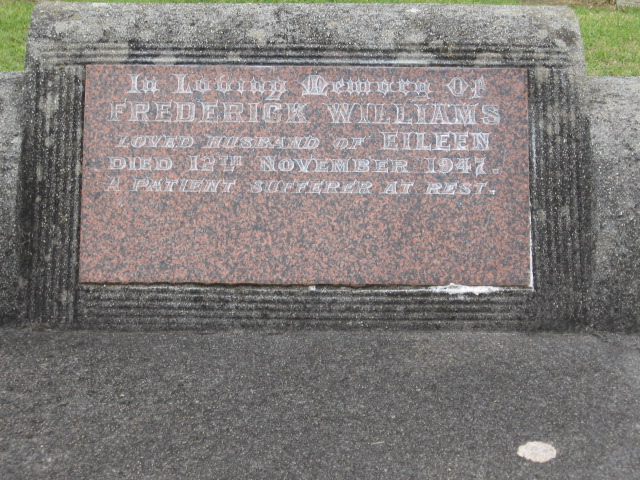 In Loving Memory Of
FREDERICK WILLIAMS
LOVED HUSBAND OF EILEEN
DIED 12TH NOVEMBER 1947.
A PATIENT SUFFERER AT REST.